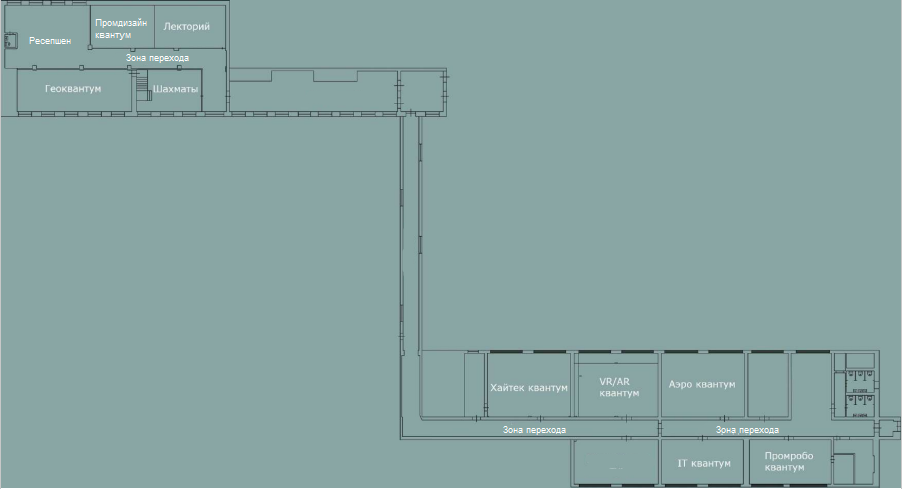 Промдизайн
квантум
Лекторий
Ресепшен
Зона перехода
Геоквантум
Шахматы
Хайтек квантум
VR/AR
квантум
Аэро квантум
Зона перехода
Зона перехода
IT квантум
Промробо
квантум